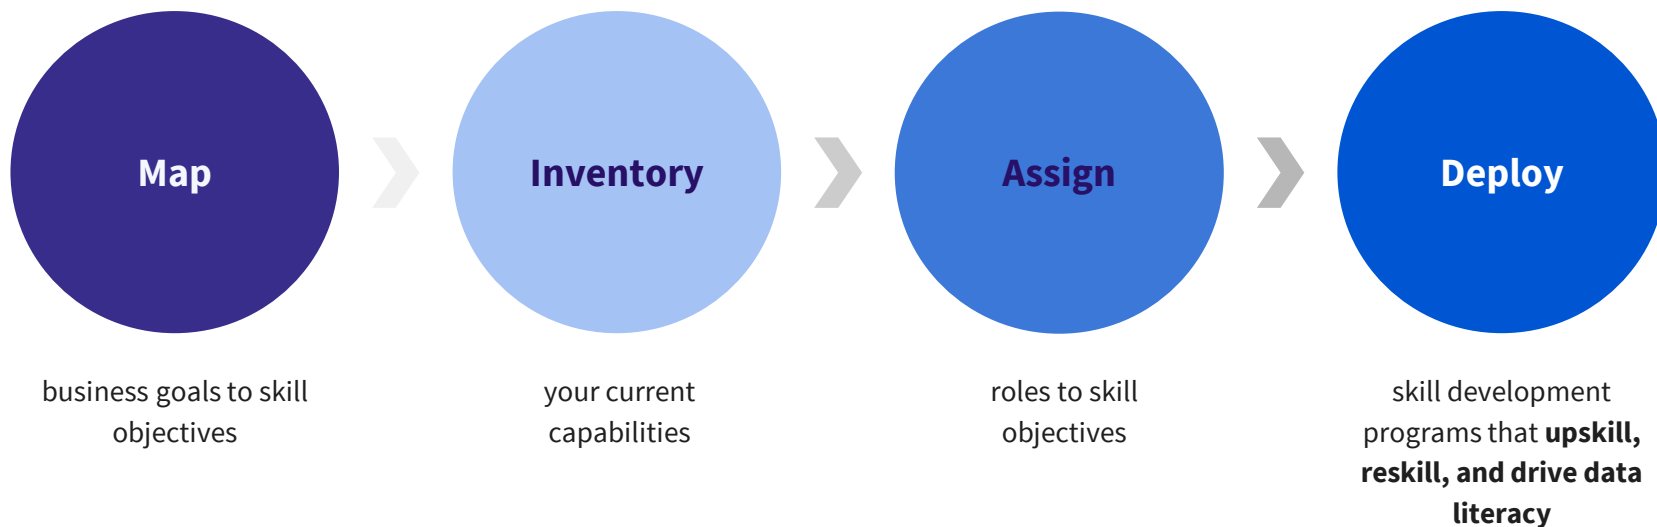 Map
business goals to skill
objectives
Inventory
your current
capabilities
Assign
roles to skill
objectives
Deploy
skill development
programs that upskill,
reskill, and drive data
literacy